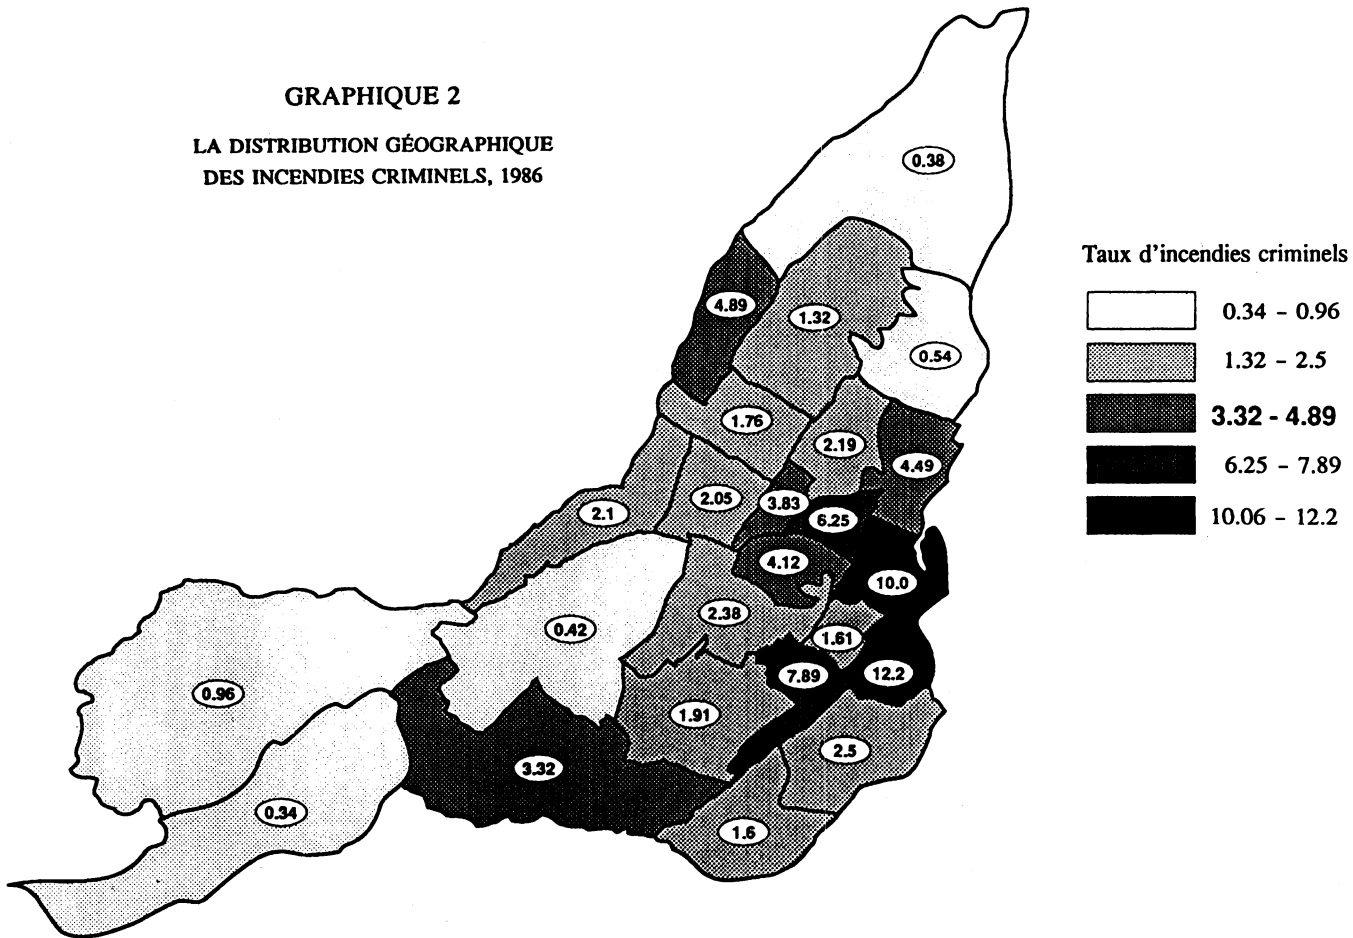 GRAPHIQUE 2
LA DISTRIBUTION GÉOGRAPHIQUE
DES INCENDIES CRIMINELS, 1986
Taux d'incendies criminels
0.34 - 0.96
1.32 - 2.5
3.32 - 4.89
6.25 - 7.89
10.06 - 12.2
0.38
4.89
1.32
0.54
1.76
2.19
4.49
2.05
3.83
2.1
6.25
4.12
10.0
2.38
0.42
1.61
7.89
12.2
0.96
1.91
2.5
3.32
0.34
1.6